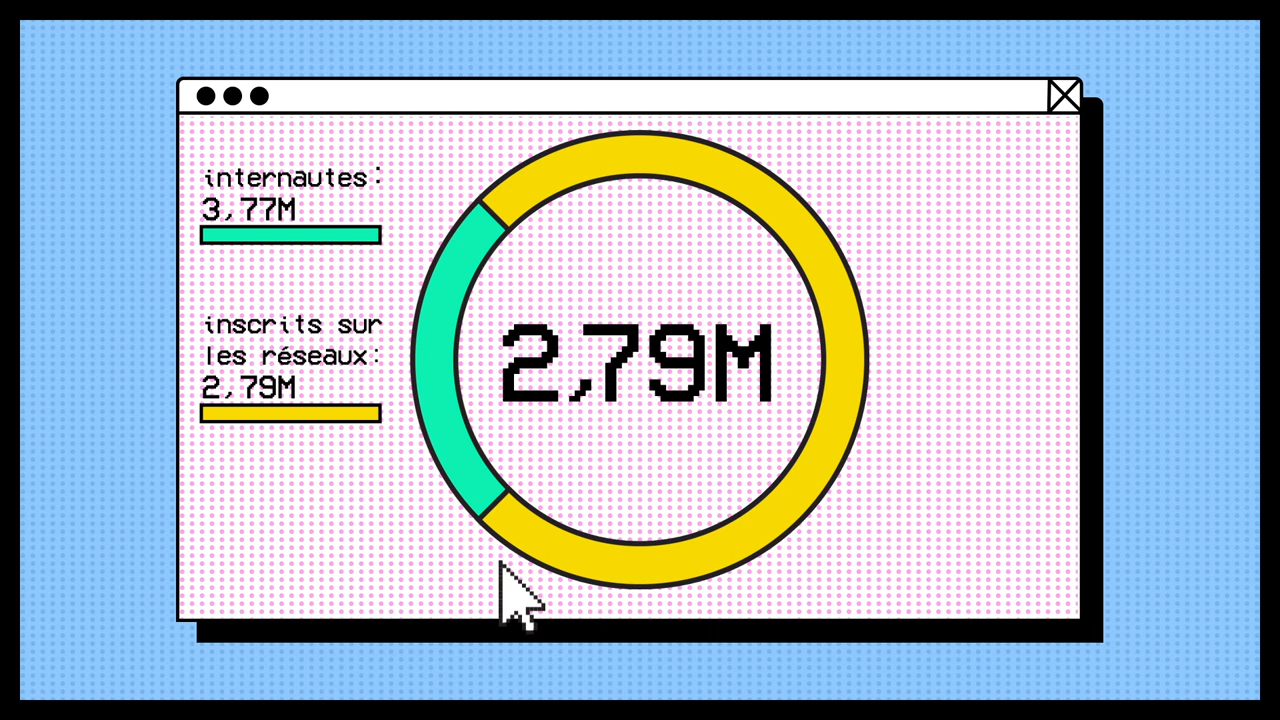 internautes:
3,77M
inscrits sur
les réseaux:
2,79M
2,79M